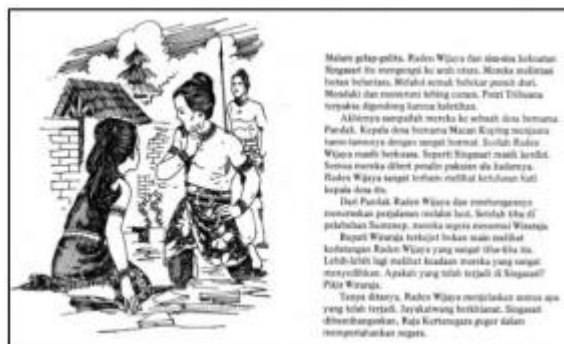 Malam gelap-gulita. Raden Wijaya dan sisa-sisa kekuatan
Singasari itu mengungsi ke arah utara. Mereka melintasi
hutan belantara. Melalui semak belukar penuh duri.
Mendaki dan menuruni tebing curam. Putri Tribuana
terpaksa digendong karena keletihan.
Akhirnya sampailah mereka ke sebuah desa bernama
Pandak. Kepala desa bernama Macan Kuping menjamu
tamu-tamunya dengan sangat hormat. Seolah Raden
Wijaya masih berkuasa. Seperti Singasari masih berdiri.
Semua mereka diberi penalin pakaian ala kadarnya.
Raden Wijaya sangat terharu melihat ketulusan hati
kepala desa itu.
Dari Pandak Raden Wijaya dan rombongannya
meneruskan perjalanan melalui laut. Setelah tiba di
pelabuhan Sumenep, mereka segera menemui Wiraraja.
Bupati Wiraraja terkejut bukan main melihat
kedatangan Raden Wijaya yang sangat tiba-tiba itu.
Lebih-lebih lagi melihat keadaan mereka yang sangat
menyedihkan. Apakah yang telah terjadi di Singasari?
Pikir Wiraraja.
Tanpa ditanya, Raden Wijaya menjelaskan semua apa
yang telah terjadi. Jayakatwang berkhianat. Singasari
dibumihanguskan. Raja Kertanegara gugur dalam
mempertahankan negara.